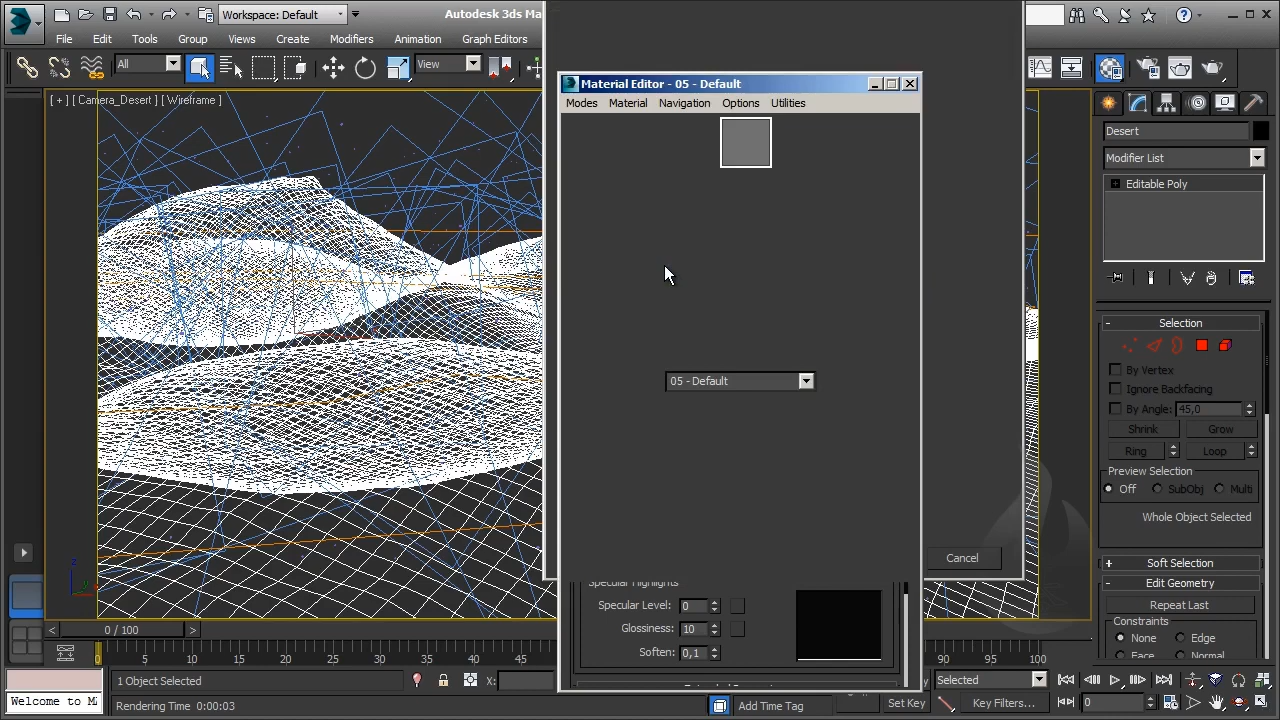 Workspace: Default
Autodesk 3ds Ma
File Edit Tools Group Views Create Modifiers Animation Graph Editors
All
View
[ + ] [ Camera_Desert ] [ Wireframe ]
Material Editor - 05 - Default
Modes Material Navigation Options Utilities
05 - Default
Cancel
Specular Highlights
Specular Level: 0
Glossiness: 10
Soften: 0,1
Desert
Modifier List
Editable Poly
Selection
By Vertex
Ignore Backfacing
By Angle: 45,0
Shrink Grow
Ring Loop
Preview Selection
Off SubObj Multi
Whole Object Selected
Soft Selection
Edit Geometry
Repeat Last
Constraints
None Edge
Face Normal
z
0 / 100
0 5 10 15 20 25 30 35 40 45 90 95 100
1 Object Selected
X:
Selected
Welcome to M
Rendering Time 0:00:03
Add Time Tag
Set Key
Key Filters...
0